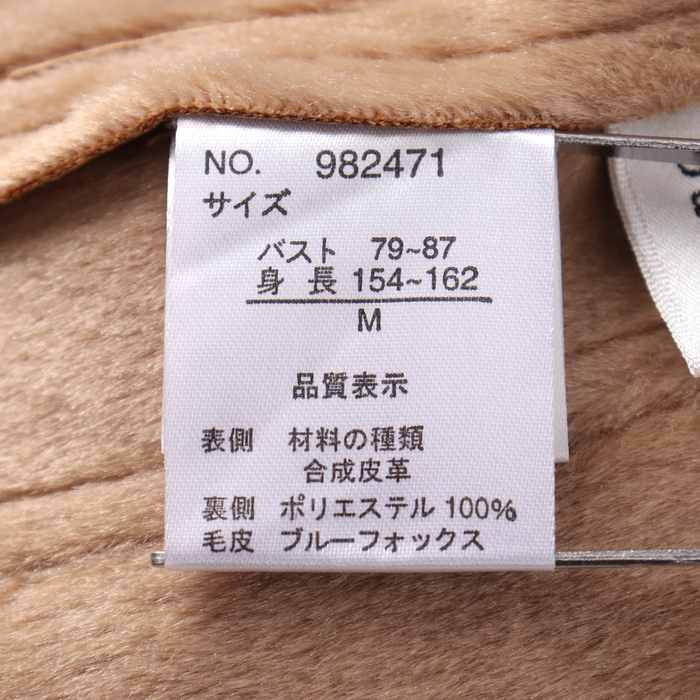 NO. 982471
サイズ
バスト 79~87
身長 154~162
M
品質表示
表側 材料の種類
合成皮革
裏側 ポリエステル 100%
毛皮 ブルーフォックス